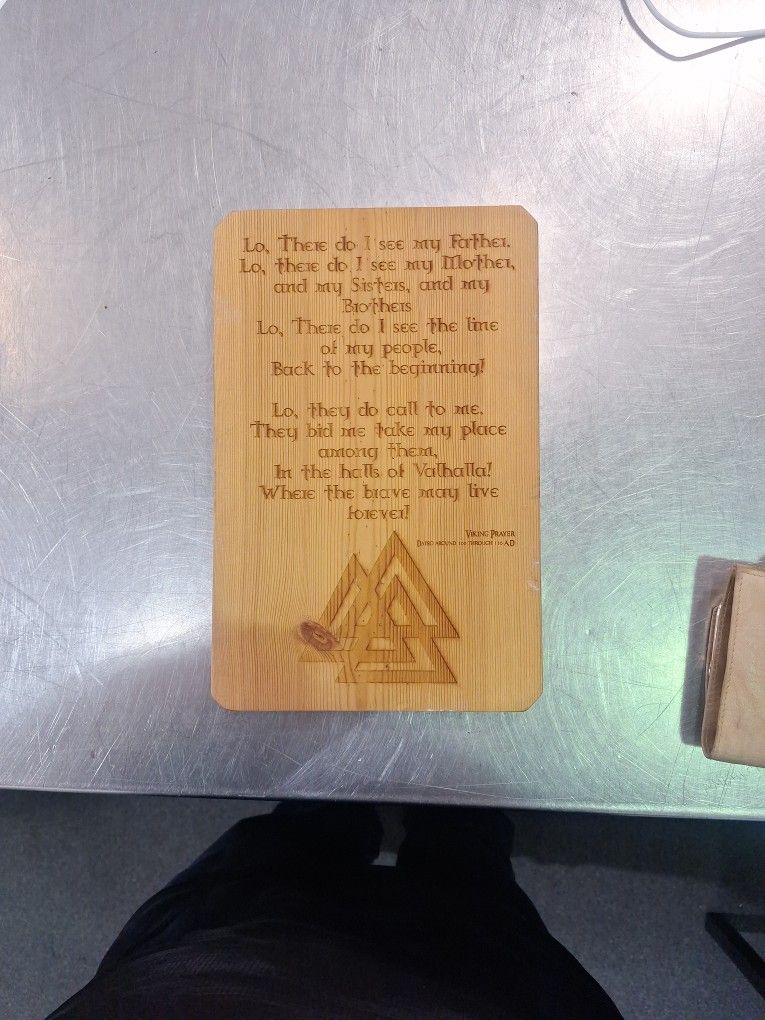 Lo, There do I see my Father.
Lo, there do I see my Mother,
and my Sisters, and my
Brothers
Lo, There do I see the line
of my people,
Back to the beginning!
Lo, they do call to me.
They bid me take my place
among them,
In the halls of Valhalla!
Where the brave may live
forever!
Viking Prayer
around through AD